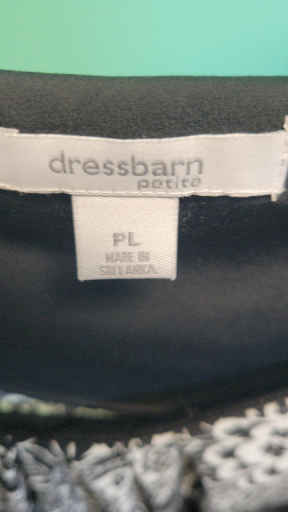 dressbarn
petite
PL
MADE IN
SRI LANKA